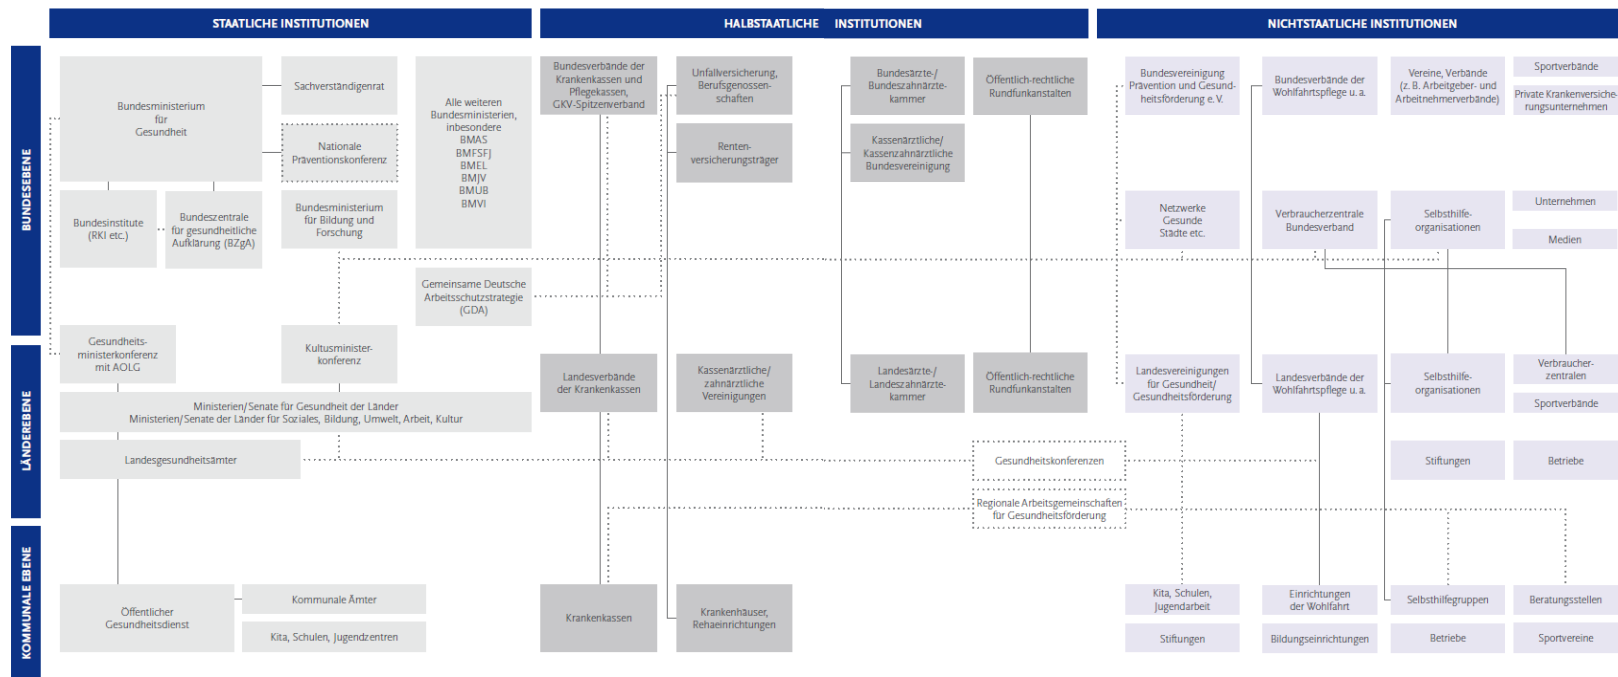 STAATLICHE INSTITUTIONEN
HALBSTAATLICHE INSTITUTIONEN
NICHTSTAATLICHE INSTITUTIONEN
BUNDESEBENE
Bundesministerium
für
Gesundheit
Sachverständigenrat
Nationale
Präventionskonferenz
Bundesinstitute
(RKI etc.)
Bundeszentrale
für gesundheitliche
Aufklärung (BZgA)
Bundesministerium
für Bildung und
Forschung
Alle weiteren
Bundesministerien,
inbesondere
BMAS
BMFSFJ
BMEL
BMJV
BMUB
BMVI
Gemeinsame Deutsche
Arbeitsschutzstrategie
(GDA)
Bundesverbände der
Krankenkassen und
Pflegekassen,
GKV-Spitzenverband
Unfallversicherung,
Berufsgenossen-
schaften
Renten-
versicherungsträger
Bundesärzte-/
Bundeszahnärzte-
kammer
Kassenärztliche/
Kassenzahnärztliche
Bundesvereinigung
Öffentlich-rechtliche
Rundfunkanstalten
Bundesvereinigung
Prävention und Gesund-
heitsförderung e.V.
Bundesverbände der
Wohlfahrtspflege u. a.
Vereine, Verbände
(z. B. Arbeitgeber- und
Arbeitnehmerverbände)
Sportverbände
Private Krankenversiche-
rungsunternehmen
Netzwerke
Gesunde
Städte etc.
Verbraucherzentrale
Bundesverband
Selbsthilfe-
organisationen
Unternehmen
Medien
LÄNDEREBENE
Gesundheits-
ministerkonferenz
mit AOLG
Kultusminister-
konferenz
Ministerien/Senate für Gesundheit der Länder
Ministerien/Senate der Länder für Soziales, Bildung, Umwelt, Arbeit, Kultur
Landesgesundheitsämter
Landesverbände
der Krankenkassen
Kassenärztliche/
zahnärztliche
Vereinigungen
Landesärzte-/
Landeszahnärzte-
kammer
Öffentlich-rechtliche
Rundfunkanstalten
Landesvereinigungen
für Gesundheit/
Gesundheitsförderung
Landesverbände der
Wohlfahrtspflege u. a.
Selbsthilfe-
organisationen
Verbraucher-
zentralen
Sportverbände
Gesundheitskonferenzen
Stiftungen
Betriebe
Regionale Arbeitsgemeinschaften
für Gesundheitsförderung
KOMMUNALE EBENE
Öffentlicher
Gesundheitsdienst
Kommunale Ämter
Kita, Schulen, Jugendzentren
Krankenkassen
Krankenhäuser,
Rehaeinrichtungen
Kita, Schulen,
Jugendarbeit
Einrichtungen
der Wohlfahrt
Selbsthilfegruppen
Beratungsstellen
Stiftungen
Bildungseinrichtungen
Betriebe
Sportvereine